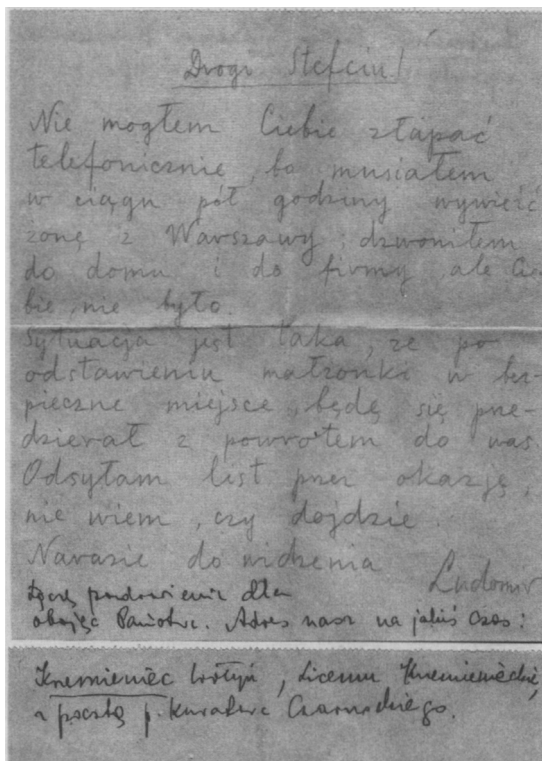 Drogi Stefciu!
Nie mogłem Ciebie złapać
telefonicznie, bo musiałem
w ciągu pół godziny wywieźć
żonę z Warszawy; dzwoniłem
do domu i do firmy ale Cie-
bie nie było.
Sytuacja jest taka, że po
odstawieniu małżonki w bez-
pieczne miejsce, będę się prze-
dzierał z powrotem do was.
Odsyłam list przez okazję,
nie wiem, czy dojdzie.
Narazie do widzenia Ludomir
Łączę pozdrowienia dla
obojga Państwa. Adres nasz na jakiś czas:
Krzemieniec Wołyń, Liceum Krzemienieckie,
p. Kuratora Czarnockiego.